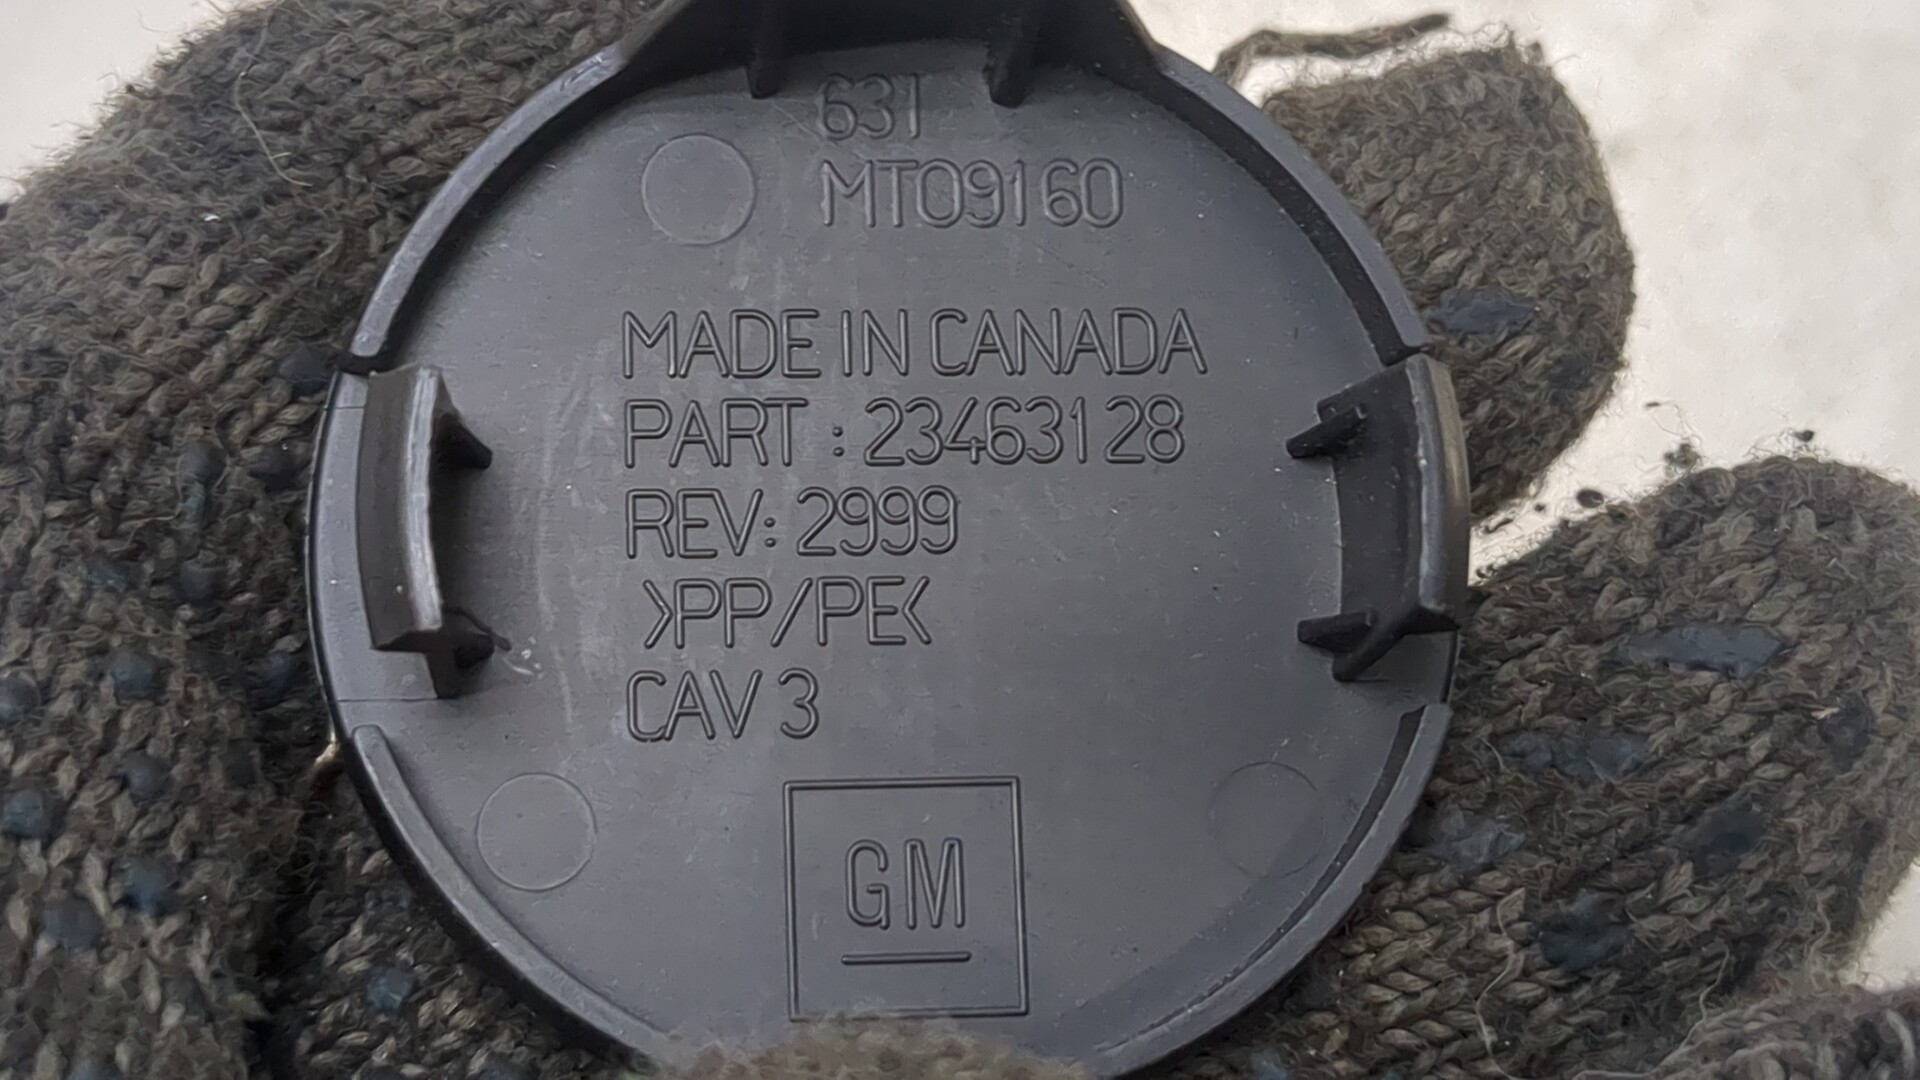 631
MT09160
MADE IN CANADA
PART : 23463128
REV: 2999
>PP/PE<
CAV 3
GM